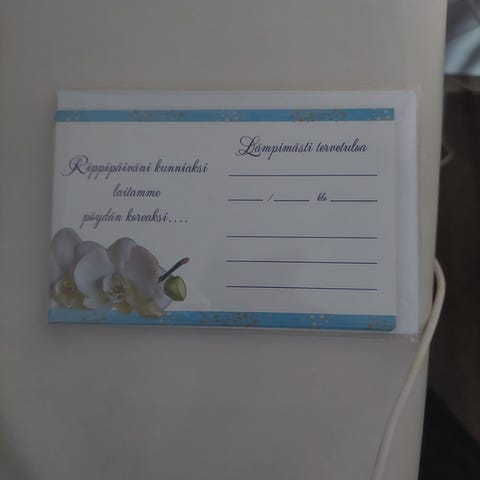 Rippipäiväni kunniaksi
laitamme
pöydän koreaksi....
Lämpimästi tervetuloa
/ klo